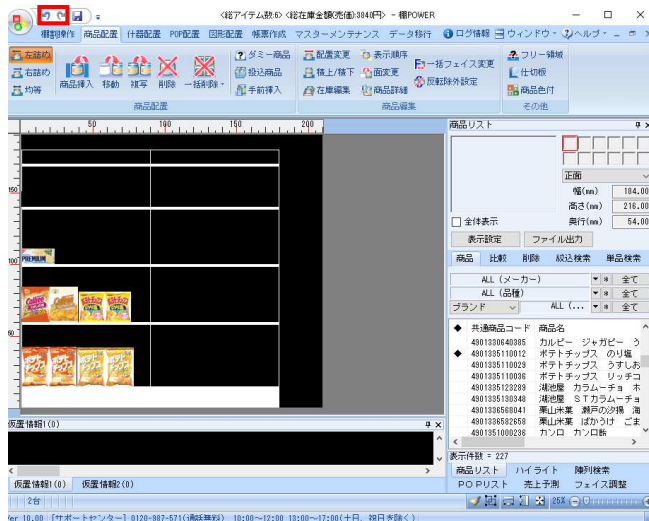 <総アイテム数:6> <総在庫金額(売価):3840円> - 棚POWER
棚割操作 商品配置 什器配置 POP配置 図形配置 帳票作成 マスターメンテナンス データ移行 ログ情報 ウィンドウ ヘルプ
左詰め 商品挿入 移動 複写 削除 一括削除 ダミー商品 配置変更 表示順序 一括フェイス変更 フリー領域
右詰め 投込商品 積上/積下 面変更 反転除外設定 仕切板
均等 手前挿入 在庫編集 商品詳細 商品色付
商品配置 商品編集 その他
50 100 150 200
商品リスト
150
100
50
PREMIUM
Calbee
正面
幅(mm) 184.00
高さ(mm) 216.00
全体表示 奥行(mm) 54.00
表示設定 ファイル出力
商品 比較 削除 絞込検索 単品検索
ALL (メーカー) * 全て
ALL (品種) * 全て
ブランド ALL (... * 全て
◆ 共通商品コード 商品名
4901330640385 カルビー ジャガビー う
◆ 4901335110012 ポテトチップス のり塩
4901335110029 ポテトチップス うすしお
4901335110036 ポテトチップス リッチコ
4901335123289 湖池屋 カラムーチョ ホ
4901335130348 湖池屋 STカラムーチョ
4901336568041 栗山米菓 瀬戸の汐揚 海
4901336582658 栗山米菓 ばかうけ ごま
4901351000236 カンロ カンロ飴
表示件数 = 227
商品リスト ハイライト 陳列検索
POPリスト 売上予測 フェイス調整
仮置情報1(0)
仮置情報1(0) 仮置情報2(0)
2台 25%
Ver 10.00 [サポートセンター] 0120-987-571(通話無料) 10:00~12:00 13:00~17:00(土日、祝日を除く)